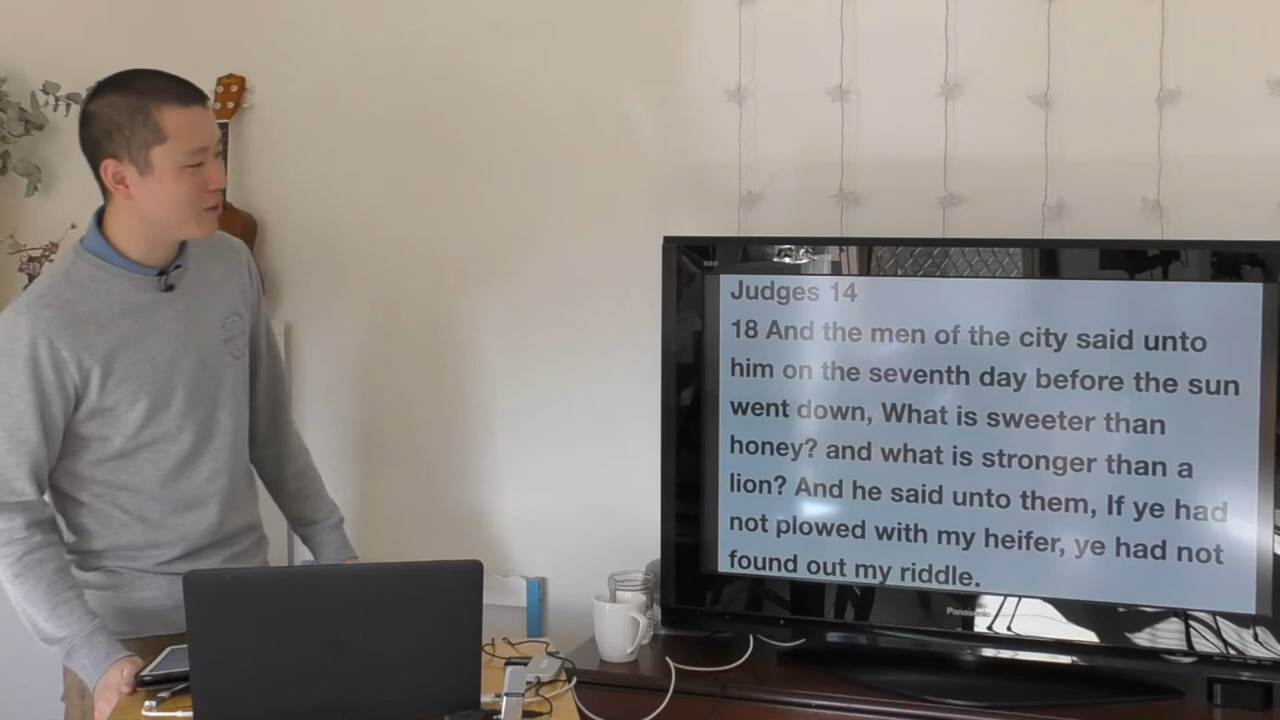 Judges 14
18 And the men of the city said unto
him on the seventh day before the sun
went down, What is sweeter than
honey? and what is stronger than a
lion? And he said unto them, If ye had
not plowed with my heifer, ye had not
found out my riddle.
Panasonic